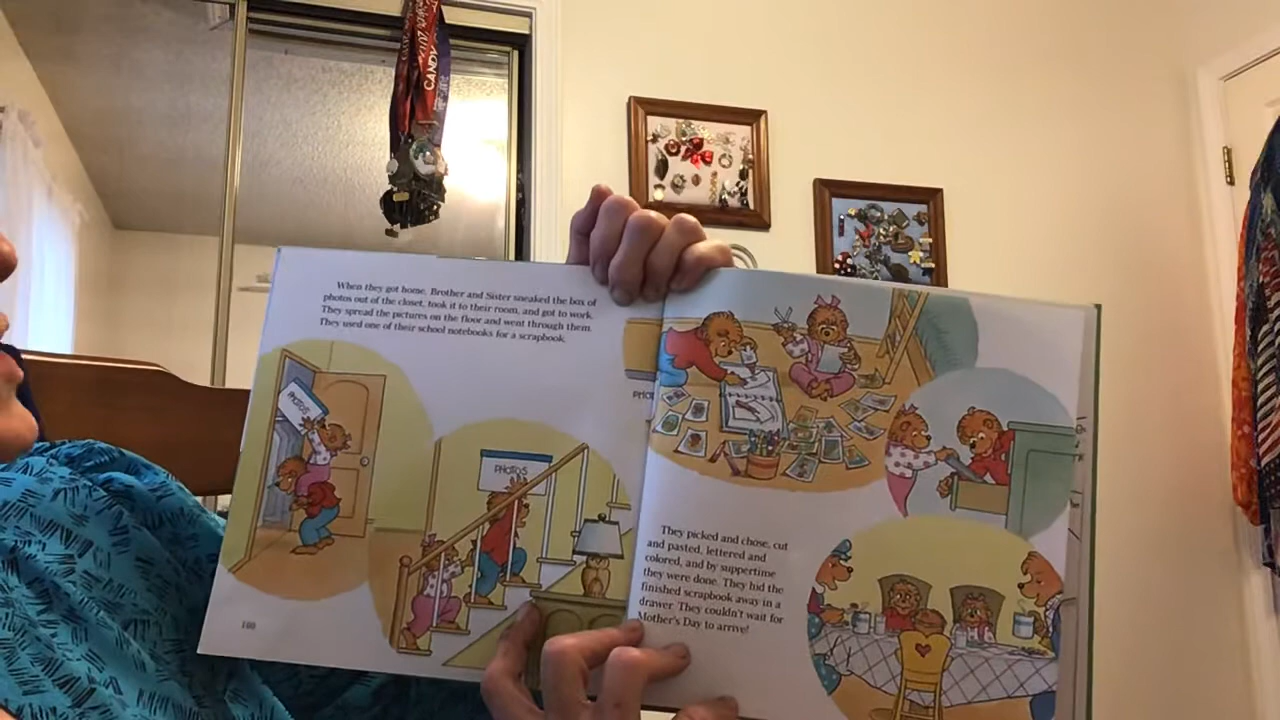 CANDY
When they got home, Brother and Sister sneaked the box of
photos out of the closet, took it to their room, and got to work.
They spread the pictures on the floor and went through them.
They used one of their school notebooks for a scrapbook.
PHOTOS
PHOTOS
PHOT
They picked and chose, cut
and pasted, lettered and
colored, and by suppertime
they were done. They hid the
finished scrapbook away in a
drawer. They couldn't wait for
Mother's Day to arrive!